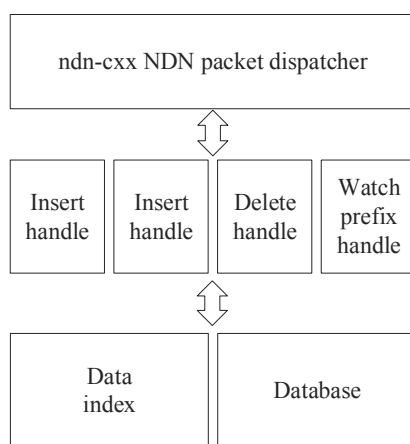 ndn-cxx NDN packet dispatcher
Insert
handle
Insert
handle
Delete
handle
Watch
prefix
handle
Data
index
Database